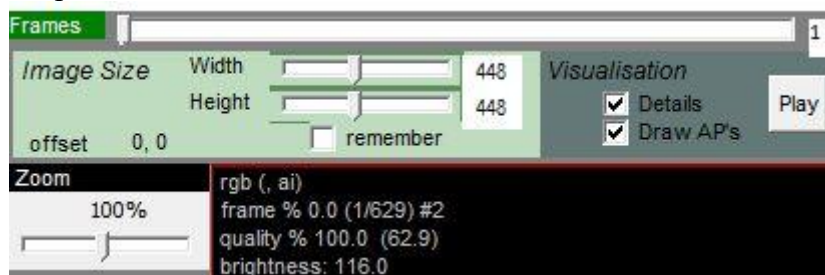 Frames 1
Image Size Width 448 Visualisation
Height 448 Details Play
offset 0, 0 remember Draw AP's
Zoom
100%
rgb (, ai)
frame % 0.0 (1/629) #2
quality % 100.0 (62.9)
brightness: 116.0